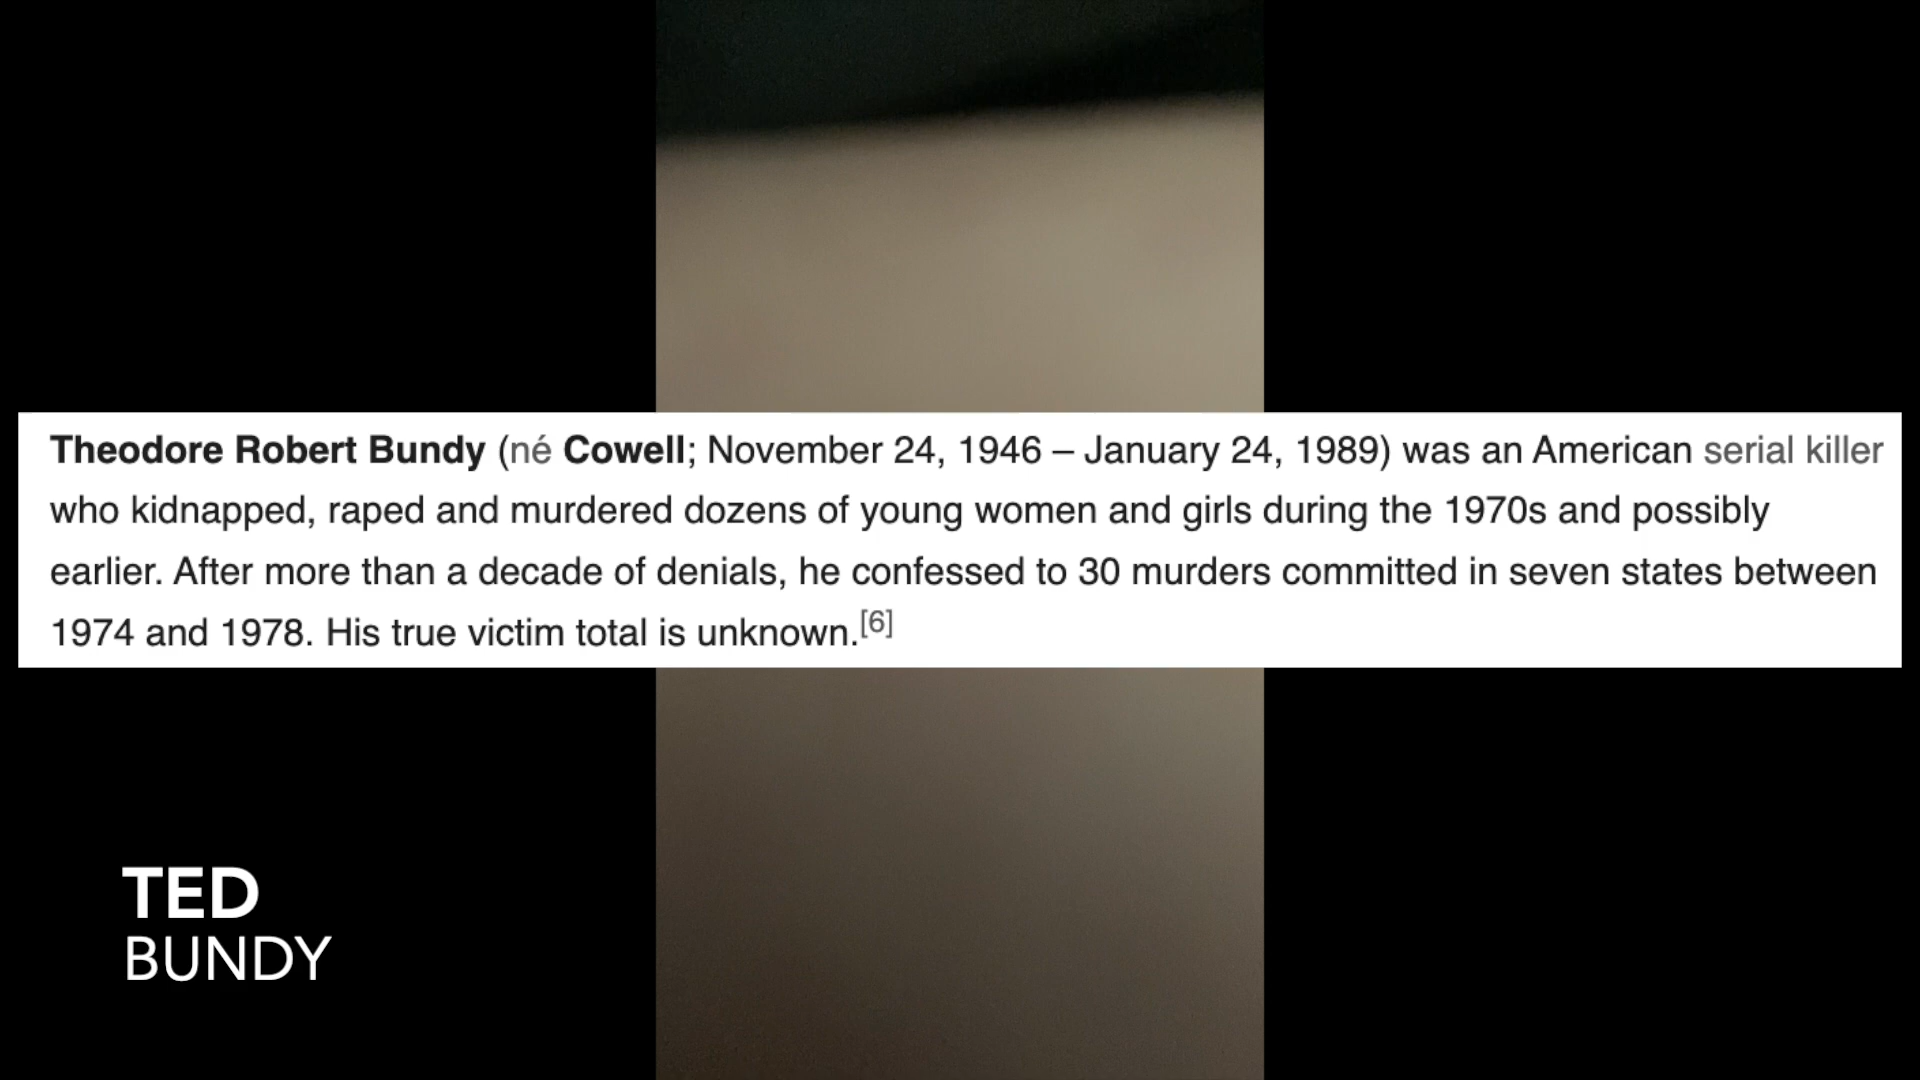 Theodore Robert Bundy (né Cowell; November 24, 1946 – January 24, 1989) was an American serial killer
who kidnapped, raped and murdered dozens of young women and girls during the 1970s and possibly
earlier. After more than a decade of denials, he confessed to 30 murders committed in seven states between
1974 and 1978. His true victim total is unknown.[6]
TED
BUNDY